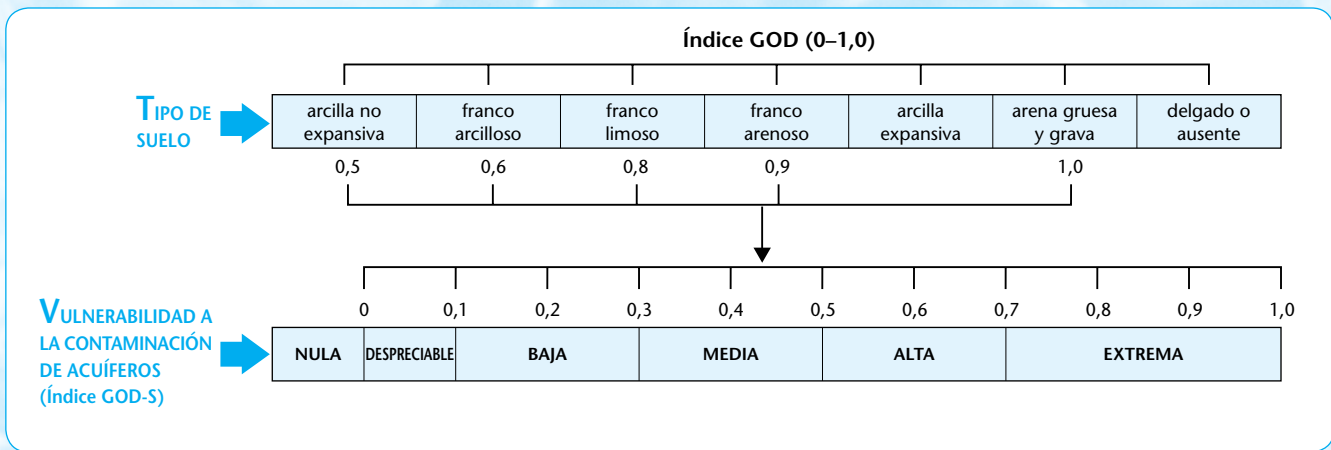 Índice GOD (0–1,0)
TIPO DE
SUELO
arcilla no
expansiva
franco
arcilloso
franco
limoso
franco
arenoso
arcilla
expansiva
arena gruesa
y grava
delgado o
ausente
0,5 0,6 0,8 0,9 1,0
0 0,1 0,2 0,3 0,4 0,5 0,6 0,7 0,8 0,9 1,0
VULNERABILIDAD A
LA CONTAMINACIÓN
DE ACUÍFEROS
(Índice GOD-S)
NULA DESPRECIABLE BAJA MEDIA ALTA EXTREMA